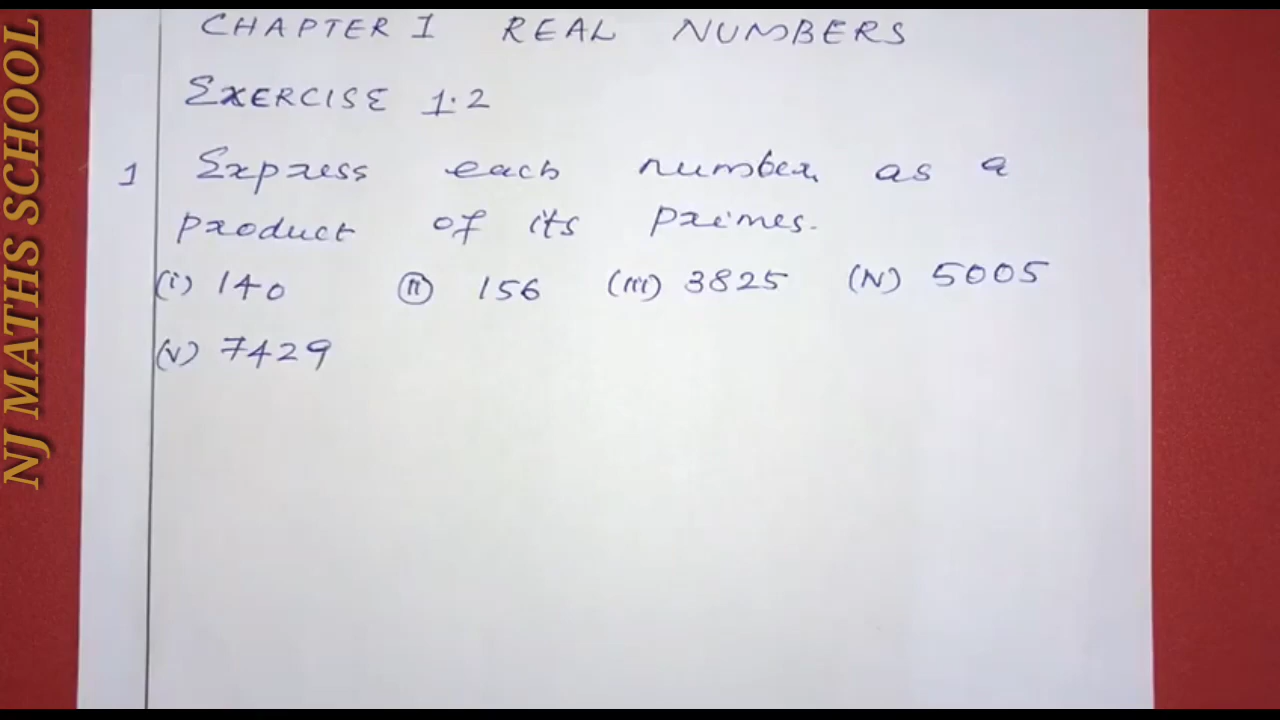 NJ MATHS SCHOOL
CHAPTER 1 REAL NUMBERS
EXERCISE 1.2
1 Express each number as a
product of its primes.
(i) 140 (ii) 156 (iii) 3825 (iv) 5005
(v) 7429